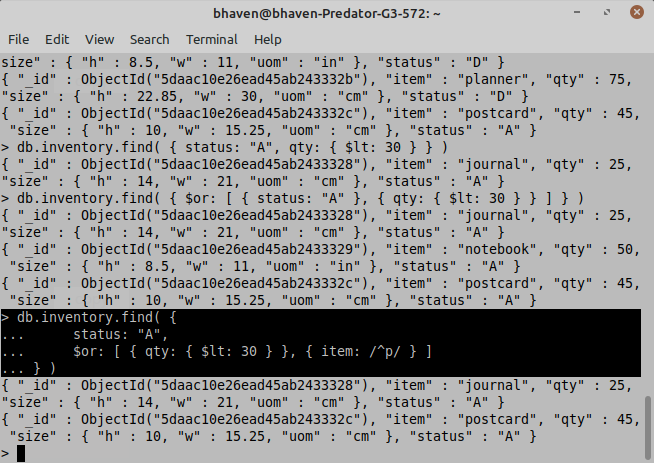 bhaven@bhaven-Predator-G3-572: ~
File Edit View Search Terminal Help
size" : { "h" : 8.5, "w" : 11, "uom" : "in" }, "status" : "D" }
{ "_id" : ObjectId("5daac10e26ead45ab243332b"), "item" : "planner", "qty" : 75,
"size" : { "h" : 22.85, "w" : 30, "uom" : "cm" }, "status" : "D" }
{ "_id" : ObjectId("5daac10e26ead45ab243332c"), "item" : "postcard", "qty" : 45,
 "size" : { "h" : 10, "w" : 15.25, "uom" : "cm" }, "status" : "A" }
> db.inventory.find( { status: "A", qty: { $lt: 30 } } )
{ "_id" : ObjectId("5daac10e26ead45ab2433328"), "item" : "journal", "qty" : 25,
"size" : { "h" : 14, "w" : 21, "uom" : "cm" }, "status" : "A" }
> db.inventory.find( { $or: [ { status: "A" }, { qty: { $lt: 30 } } ] } )
{ "_id" : ObjectId("5daac10e26ead45ab2433328"), "item" : "journal", "qty" : 25,
"size" : { "h" : 14, "w" : 21, "uom" : "cm" }, "status" : "A" }
{ "_id" : ObjectId("5daac10e26ead45ab2433329"), "item" : "notebook", "qty" : 50,
 "size" : { "h" : 8.5, "w" : 11, "uom" : "in" }, "status" : "A" }
{ "_id" : ObjectId("5daac10e26ead45ab243332c"), "item" : "postcard", "qty" : 45,
 "size" : { "h" : 10, "w" : 15.25, "uom" : "cm" }, "status" : "A" }
> db.inventory.find( {
...      status: "A",
...      $or: [ { qty: { $lt: 30 } }, { item: /^p/ } ]
... } )
{ "_id" : ObjectId("5daac10e26ead45ab2433328"), "item" : "journal", "qty" : 25,
"size" : { "h" : 14, "w" : 21, "uom" : "cm" }, "status" : "A" }
{ "_id" : ObjectId("5daac10e26ead45ab243332c"), "item" : "postcard", "qty" : 45,
 "size" : { "h" : 10, "w" : 15.25, "uom" : "cm" }, "status" : "A" }
>